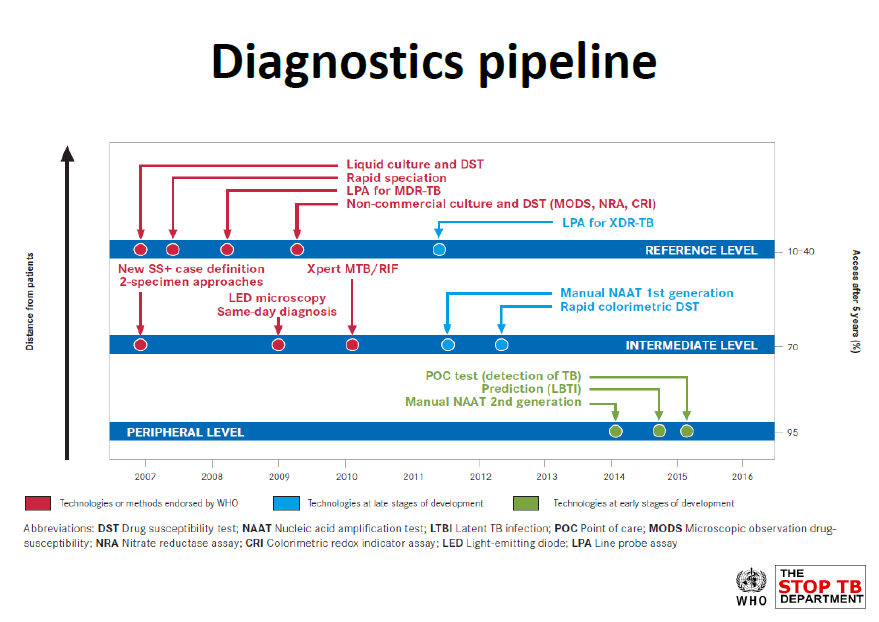 Diagnostics pipeline
Liquid culture and DST
Rapid speciation
LPA for MDR-TB
Non-commercial culture and DST (MODS, NRA, CRI)
LPA for XDR-TB
REFERENCE LEVEL
10–40
New SS+ case definition
2-specimen approaches
Xpert MTB/RIF
LED microscopy
Same-day diagnosis
Manual NAAT 1st generation
Rapid colorimetric DST
INTERMEDIATE LEVEL
70
POC test (detection of TB)
Prediction (LBTI)
Manual NAAT 2nd generation
PERIPHERAL LEVEL
95
Distance from patients
Access after 5 years (%)
2007 2008 2009 2010 2011 2012 2013 2014 2015 2016
Technologies or methods endorsed by WHO
Technologies at late stages of development
Technologies at early stages of development
Abbreviations: DST Drug susceptibility test; NAAT Nucleic acid amplification test; LTBI Latent TB infection; POC Point of care; MODS Microscopic observation drug-
susceptibility; NRA Nitrate reductase assay; CRI Colorimetric redox indicator assay; LED Light-emitting diode; LPA Line probe assay
WHO
THE
STOP TB
DEPARTMENT